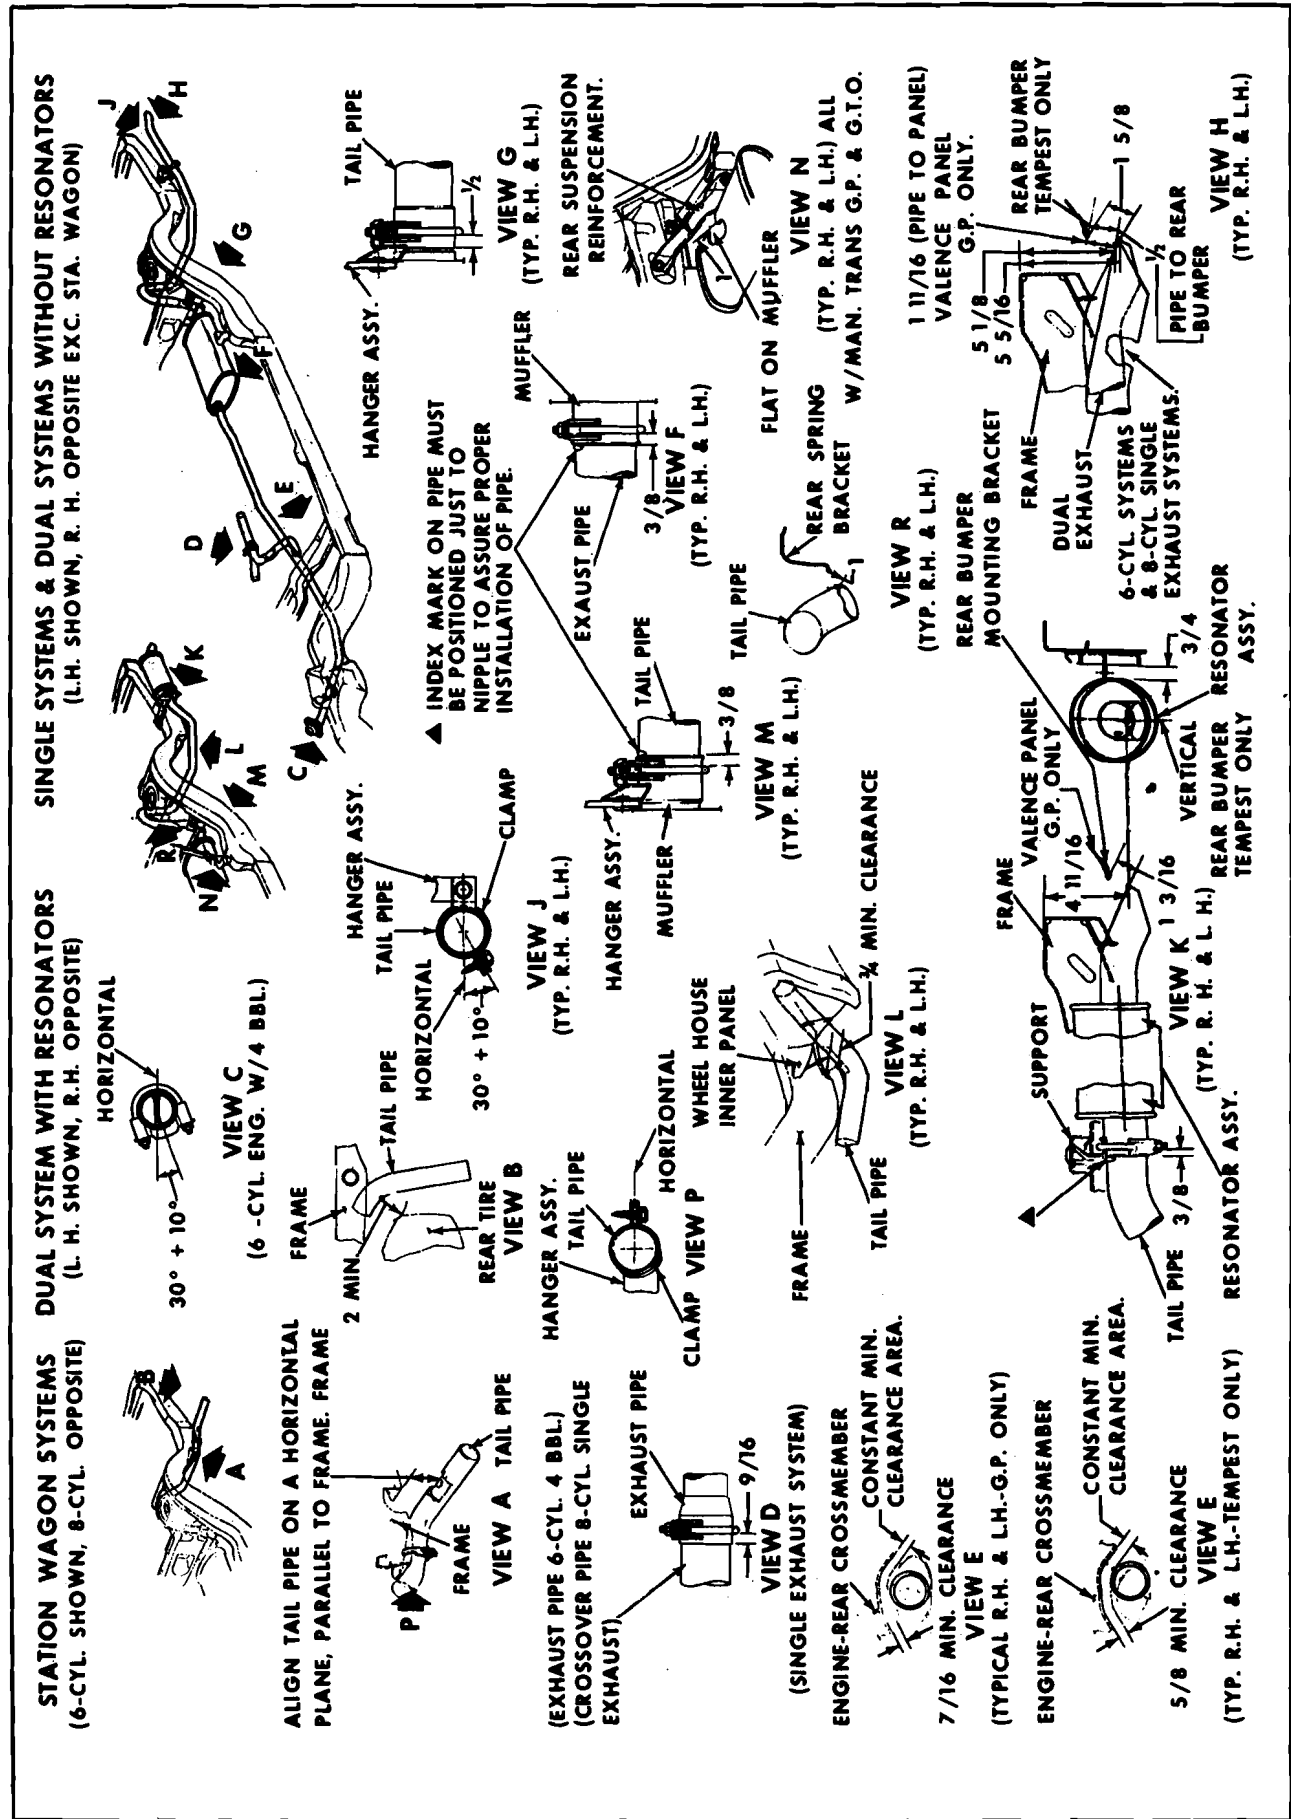 STATION WAGON SYSTEMS
(6-CYL. SHOWN, 8-CYL. OPPOSITE)
B
A
ALIGN TAIL PIPE ON A HORIZONTAL
PLANE, PARALLEL TO FRAME. FRAME
P
FRAME
VIEW A
TAIL PIPE
2 MIN.
FRAME
TAIL PIPE
REAR TIRE
VIEW B
DUAL SYSTEM WITH RESONATORS
(L. H. SHOWN, R.H. OPPOSITE)
HORIZONTAL
30° + 10°
VIEW C
(6 -CYL. ENG. W/4 BBL.)
N
R
M
L
K
SINGLE SYSTEMS & DUAL SYSTEMS WITHOUT RESONATORS
(L.H. SHOWN, R. H. OPPOSITE EXC. STA. WAGON)
C
D
E
F
G
H
J
HANGER ASSY.
TAIL PIPE
HORIZONTAL
CLAMP
30° + 10°
VIEW J
(TYP. R.H. & L.H.)
▲ INDEX MARK ON PIPE MUST
BE POSITIONED JUST TO
NIPPLE TO ASSURE PROPER
INSTALLATION OF PIPE.
HANGER ASSY.
TAIL PIPE
1/2
VIEW G
(TYP. R.H. & L.H.)
(EXHAUST PIPE 6-CYL. 4 BBL.)
(CROSSOVER PIPE 8-CYL. SINGLE
EXHAUST)
EXHAUST PIPE
9/16
VIEW D
(SINGLE EXHAUST SYSTEM)
HANGER ASSY.
TAIL PIPE
HORIZONTAL
CLAMP VIEW P
HANGER ASSY.
MUFFLER
TAIL PIPE
3/8
VIEW M
(TYP. R.H. & L.H.)
EXAUST PIPE
MUFFLER
3/8
VIEW F
(TYP. R.H. & L.H.)
REAR SUSPENSION
REINFORCEMENT.
FLAT ON MUFFLER
VIEW N
(TYP. R.H. & L.H.) ALL
W/MAN. TRANS G.P. & G.T.O.
ENGINE-REAR CROSSMEMBER
CONSTANT MIN.
CLEARANCE AREA.
7/16 MIN. CLEARANCE
VIEW E
(TYPICAL R.H. & L.H.-G.P. ONLY)
FRAME
WHEEL HOUSE
INNER PANEL
TAIL PIPE
3/4 MIN. CLEARANCE
VIEW L
(TYP. R.H. & L.H.)
TAIL PIPE
REAR SPRING
BRACKET
1
VIEW R
(TYP. R.H. & L.H.)
ENGINE-REAR CROSSMEMBER
CONSTANT MIN.
CLEARANCE AREA.
5/8 MIN. CLEARANCE
VIEW E
(TYP. R.H. & L.H.-TEMPEST ONLY)
▲
SUPPORT
TAIL PIPE
3/8
RESONATOR ASSY.
VIEW K
(TYP. R. H. & L. H.)
FRAME
VALENCE PANEL
G.P. ONLY
4 11/16
1 3/16
REAR BUMPER
TEMPEST ONLY
REAR BUMPER
MOUNTING BRACKET
VERTICAL
3/4
RESONATOR
ASSY.
FRAME
DUAL
EXHAUST
6-CYL. SYSTEMS
& 8-CYL. SINGLE
EXHAUST SYSTEMS.
5 1/8
5 5/16
1 11/16 (PIPE TO PANEL)
VALENCE PANEL
G.P. ONLY.
REAR BUMPER
TEMPEST ONLY
1 5/8
1/2
PIPE TO REAR
BUMPER
VIEW H
(TYP. R.H. & L.H.)